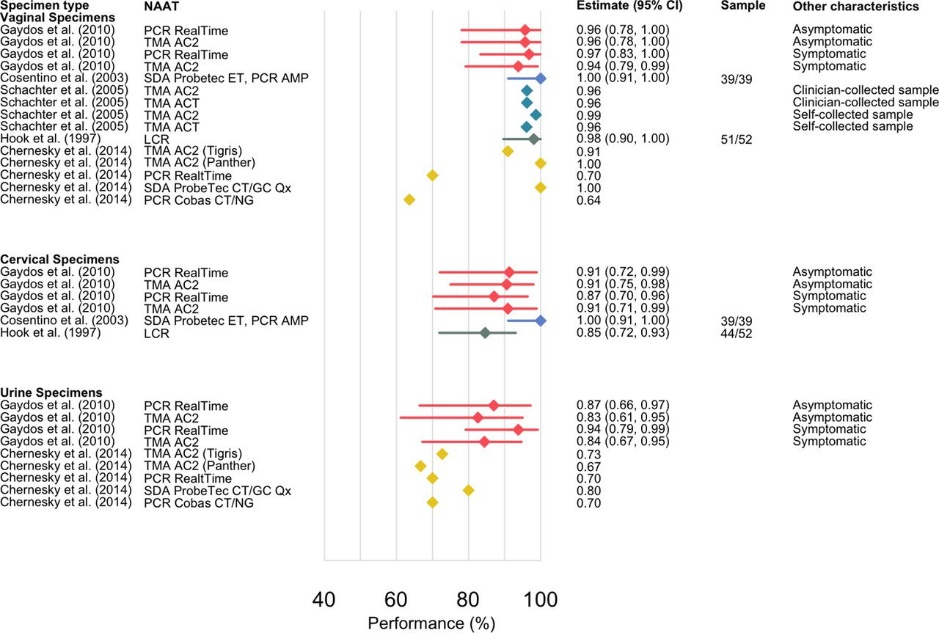 Specimen type NAAT Estimate (95% CI) Sample Other characteristics
Vaginal Specimens
Gaydos et al. (2010) PCR RealTime 0.96 (0.78, 1.00) Asymptomatic
Gaydos et al. (2010) TMA AC2 0.96 (0.78, 1.00) Asymptomatic
Gaydos et al. (2010) PCR RealTime 0.97 (0.83, 1.00) Symptomatic
Gaydos et al. (2010) TMA AC2 0.94 (0.79, 0.99) Symptomatic
Cosentino et al. (2003) SDA Probetec ET, PCR AMP 1.00 (0.91, 1.00) 39/39
Schachter et al. (2005) TMA AC2 0.96 Clinician-collected sample
Schachter et al. (2005) TMA ACT 0.96 Clinician-collected sample
Schachter et al. (2005) TMA AC2 0.99 Self-collected sample
Schachter et al. (2005) TMA ACT 0.96 Self-collected sample
Hook et al. (1997) LCR 0.98 (0.90, 1.00) 51/52
Chernesky et al. (2014) TMA AC2 (Tigris) 0.91
Chernesky et al. (2014) TMA AC2 (Panther) 1.00
Chernesky et al. (2014) PCR RealtTime 0.70
Chernesky et al. (2014) SDA ProbeTec CT/GC Qx 1.00
Chernesky et al. (2014) PCR Cobas CT/NG 0.64
Cervical Specimens
Gaydos et al. (2010) PCR RealTime 0.91 (0.72, 0.99) Asymptomatic
Gaydos et al. (2010) TMA AC2 0.91 (0.75, 0.98) Asymptomatic
Gaydos et al. (2010) PCR RealTime 0.87 (0.70, 0.96) Symptomatic
Gaydos et al. (2010) TMA AC2 0.91 (0.71, 0.99) Symptomatic
Cosentino et al. (2003) SDA Probetec ET, PCR AMP 1.00 (0.91, 1.00) 39/39
Hook et al. (1997) LCR 0.85 (0.72, 0.93) 44/52
Urine Specimens
Gaydos et al. (2010) PCR RealTime 0.87 (0.66, 0.97) Asymptomatic
Gaydos et al. (2010) TMA AC2 0.83 (0.61, 0.95) Asymptomatic
Gaydos et al. (2010) PCR RealTime 0.94 (0.79, 0.99) Symptomatic
Gaydos et al. (2010) TMA AC2 0.84 (0.67, 0.95) Symptomatic
Chernesky et al. (2014) TMA AC2 (Tigris) 0.73
Chernesky et al. (2014) TMA AC2 (Panther) 0.67
Chernesky et al. (2014) PCR RealtTime 0.70
Chernesky et al. (2014) SDA ProbeTec CT/GC Qx 0.80
Chernesky et al. (2014) PCR Cobas CT/NG 0.70
40 60 80 100
Performance (%)